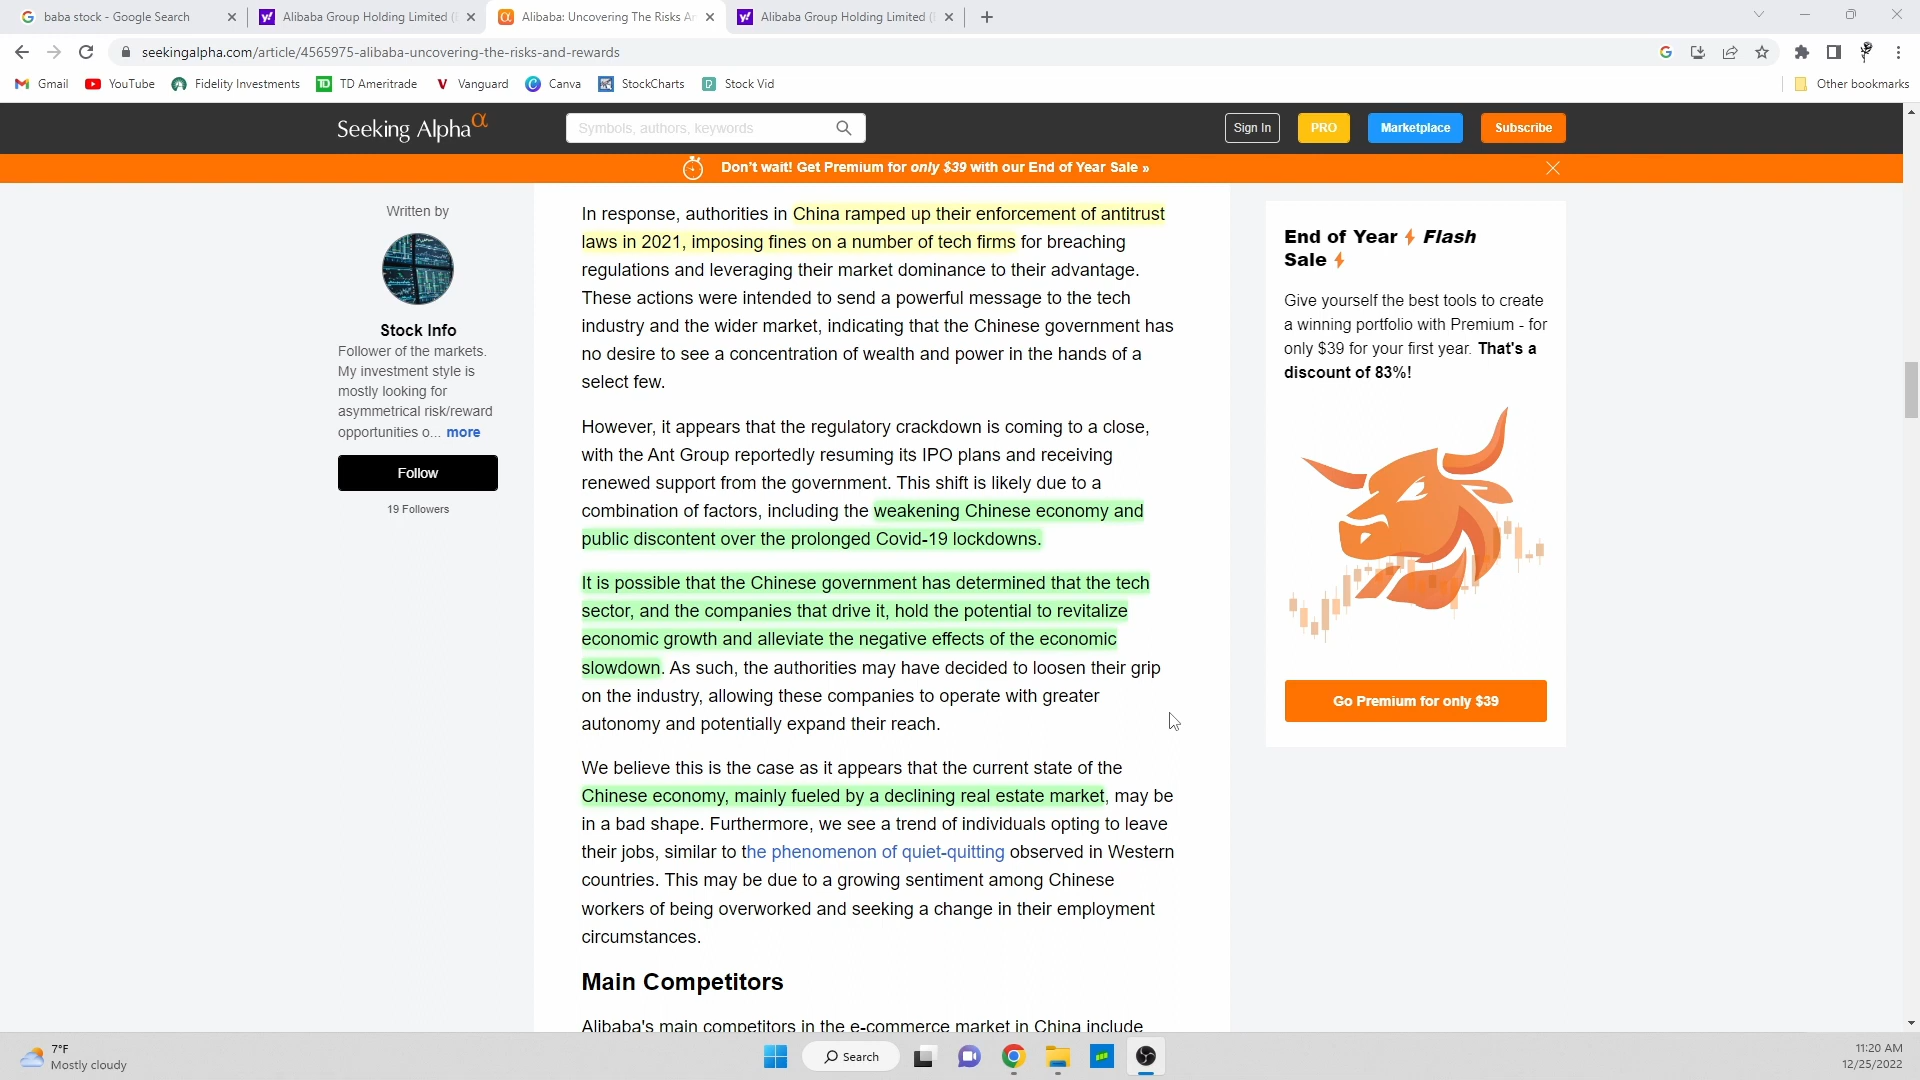 baba stock - Google Search
Alibaba Group Holding Limited (
Alibaba: Uncovering The Risks A
Alibaba Group Holding Limited (
seekingalpha.com/article/4565975-alibaba-uncovering-the-risks-and-rewards
Gmail
YouTube
Fidelity Investments
TD Ameritrade
Vanguard
Canva
StockCharts
Stock Vid
Other bookmarks
Seeking Alpha α
Symbols, authors, keywords
Sign In
PRO
Marketplace
Subscribe
Don't wait! Get Premium for only $39 with our End of Year Sale »
Written by
Stock Info
Follower of the markets.
My investment style is
mostly looking for
asymmetrical risk/reward
opportunities o... more
Follow
19 Followers
In response, authorities in China ramped up their enforcement of antitrust
laws in 2021, imposing fines on a number of tech firms for breaching
regulations and leveraging their market dominance to their advantage.
These actions were intended to send a powerful message to the tech
industry and the wider market, indicating that the Chinese government has
no desire to see a concentration of wealth and power in the hands of a
select few.
However, it appears that the regulatory crackdown is coming to a close,
with the Ant Group reportedly resuming its IPO plans and receiving
renewed support from the government. This shift is likely due to a
combination of factors, including the weakening Chinese economy and
public discontent over the prolonged Covid-19 lockdowns.
It is possible that the Chinese government has determined that the tech
sector, and the companies that drive it, hold the potential to revitalize
economic growth and alleviate the negative effects of the economic
slowdown. As such, the authorities may have decided to loosen their grip
on the industry, allowing these companies to operate with greater
autonomy and potentially expand their reach.
We believe this is the case as it appears that the current state of the
Chinese economy, mainly fueled by a declining real estate market, may be
in a bad shape. Furthermore, we see a trend of individuals opting to leave
their jobs, similar to the phenomenon of quiet-quitting observed in Western
countries. This may be due to a growing sentiment among Chinese
workers of being overworked and seeking a change in their employment
circumstances.
Main Competitors
Alibaba's main competitors in the e-commerce market in China include
End of Year Flash
Sale
Give yourself the best tools to create
a winning portfolio with Premium - for
only $39 for your first year. That's a
discount of 83%!
Go Premium for only $39
7°F
Mostly cloudy
Search
11:20 AM
12/25/2022